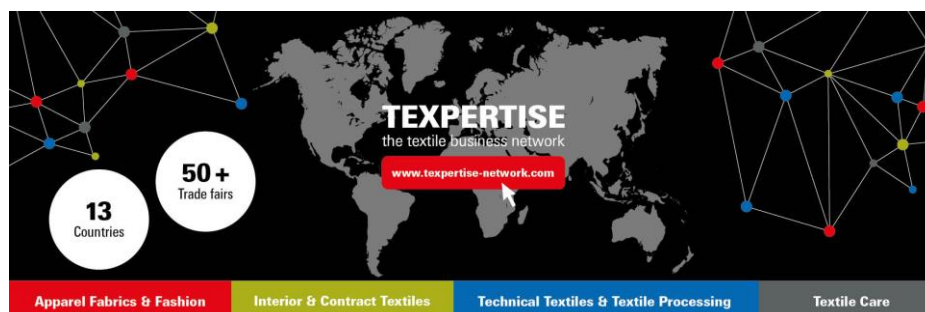 TEXPERTISE
the textile business network
www.texpertise-network.com
50 +
Trade fairs
13
Countries
Apparel Fabrics & Fashion
Interior & Contract Textiles
Technical Textiles & Textile Processing
Textile Care